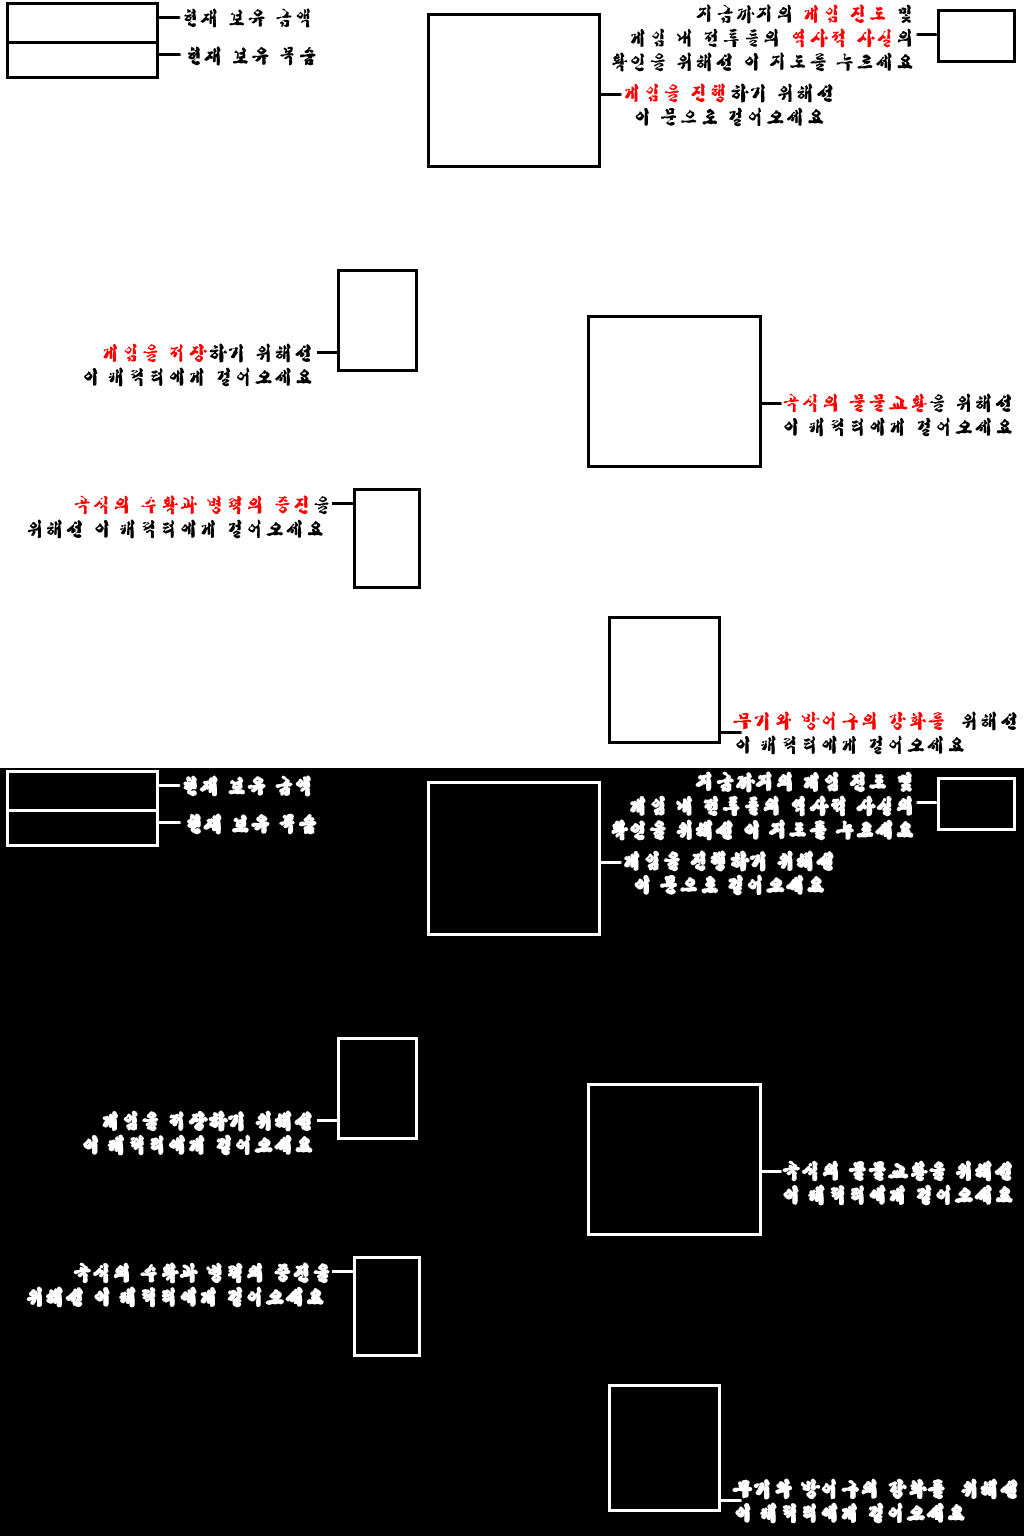 현재 보유 금액
현재 보유 목숨
지금까지의 게임 진도 및
게임 내 전투들의 역사적 사실의
확인을 위해선 이 지도를 누르세요
게임을 진행하기 위해선
이 문으로 걸어오세요
게임을 저장하기 위해선
이 캐릭터에게 걸어오세요
곡식의 물물교환을 위해선
이 캐릭터에게 걸어오세요
곡식의 수확과 병력의 증진을
위해선 이 캐릭터에게 걸어오세요
무기와 방어구의 강화를 위해선
이 캐릭터에게 걸어오세요
현재 보유 금액
현재 보유 목숨
지금까지의 게임 진도 및
게임 내 전투들의 역사적 사실의
확인을 위해선 이 지도를 누르세요
게임을 진행하기 위해선
이 문으로 걸어오세요
게임을 저장하기 위해선
이 캐릭터에게 걸어오세요
곡식의 물물교환을 위해선
이 캐릭터에게 걸어오세요
곡식의 수확과 병력의 증진을
위해선 이 캐릭터에게 걸어오세요
무기와 방어구의 강화를 위해선
이 캐릭터에게 걸어오세요